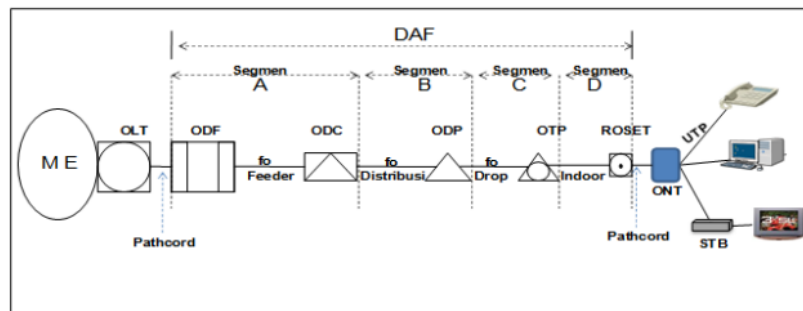 DAF
Segmen Segmen Segmen Segmen
A B C D
OLT ODF ODC ODP OTP ROSET
UTP
M E
fo fo fo
Feeder Distribusi Drop Indoor
ONT
Pathcord Pathcord
STB